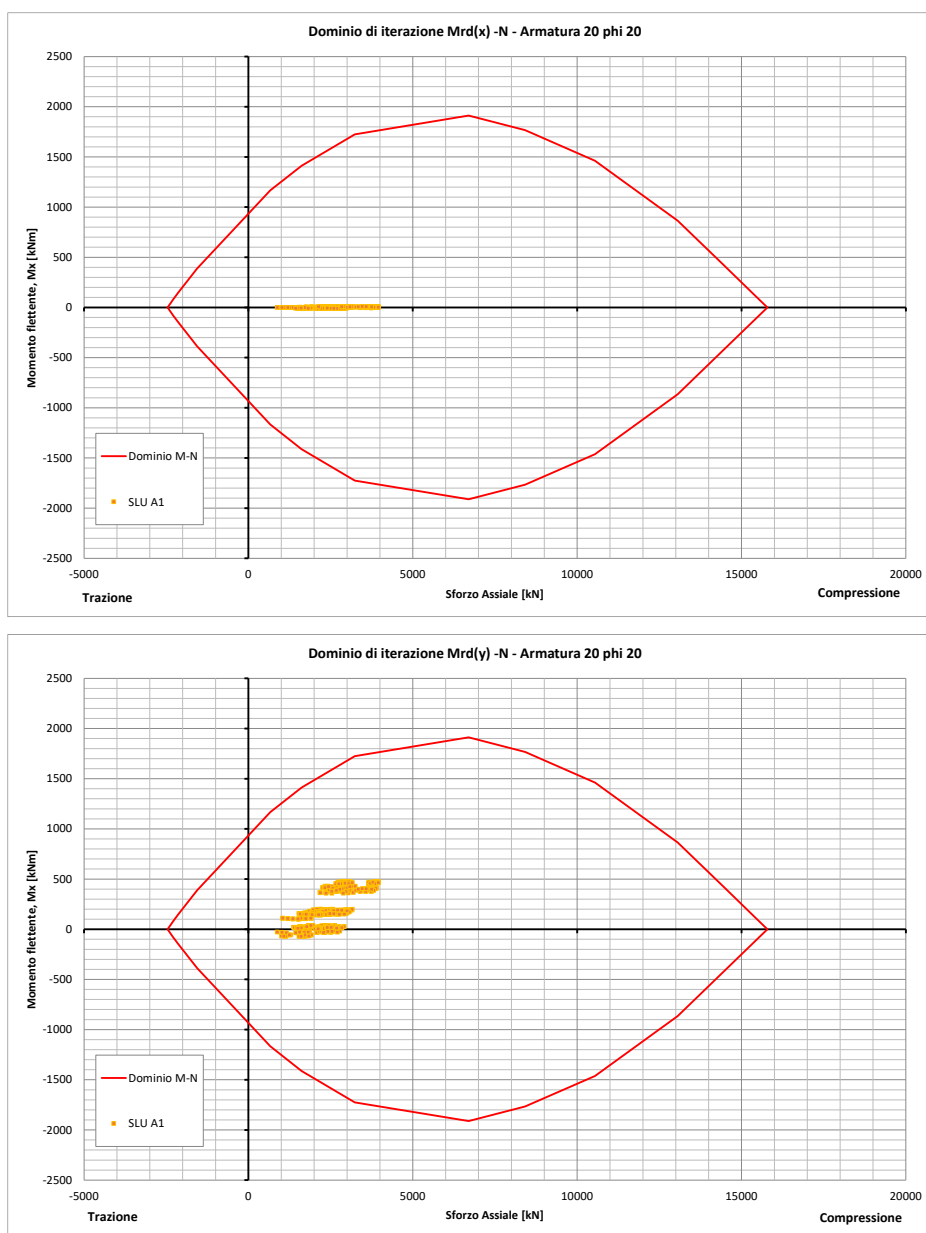 Dominio di iterazione Mrd(x) -N - Armatura 20 phi 20
2500
2000
1500
1000
500
0
-500
-1000
-1500
-2000
-2500
Momento flettente, Mx [kNm]
Dominio M-N
SLU A1
-5000 0 5000 10000 15000 20000
Trazione Sforzo Assiale [kN] Compressione
Dominio di iterazione Mrd(y) -N - Armatura 20 phi 20
2500
2000
1500
1000
500
0
-500
-1000
-1500
-2000
-2500
Momento flettente, Mx [kNm]
Dominio M-N
SLU A1
-5000 0 5000 10000 15000 20000
Trazione Sforzo Assiale [kN] Compressione